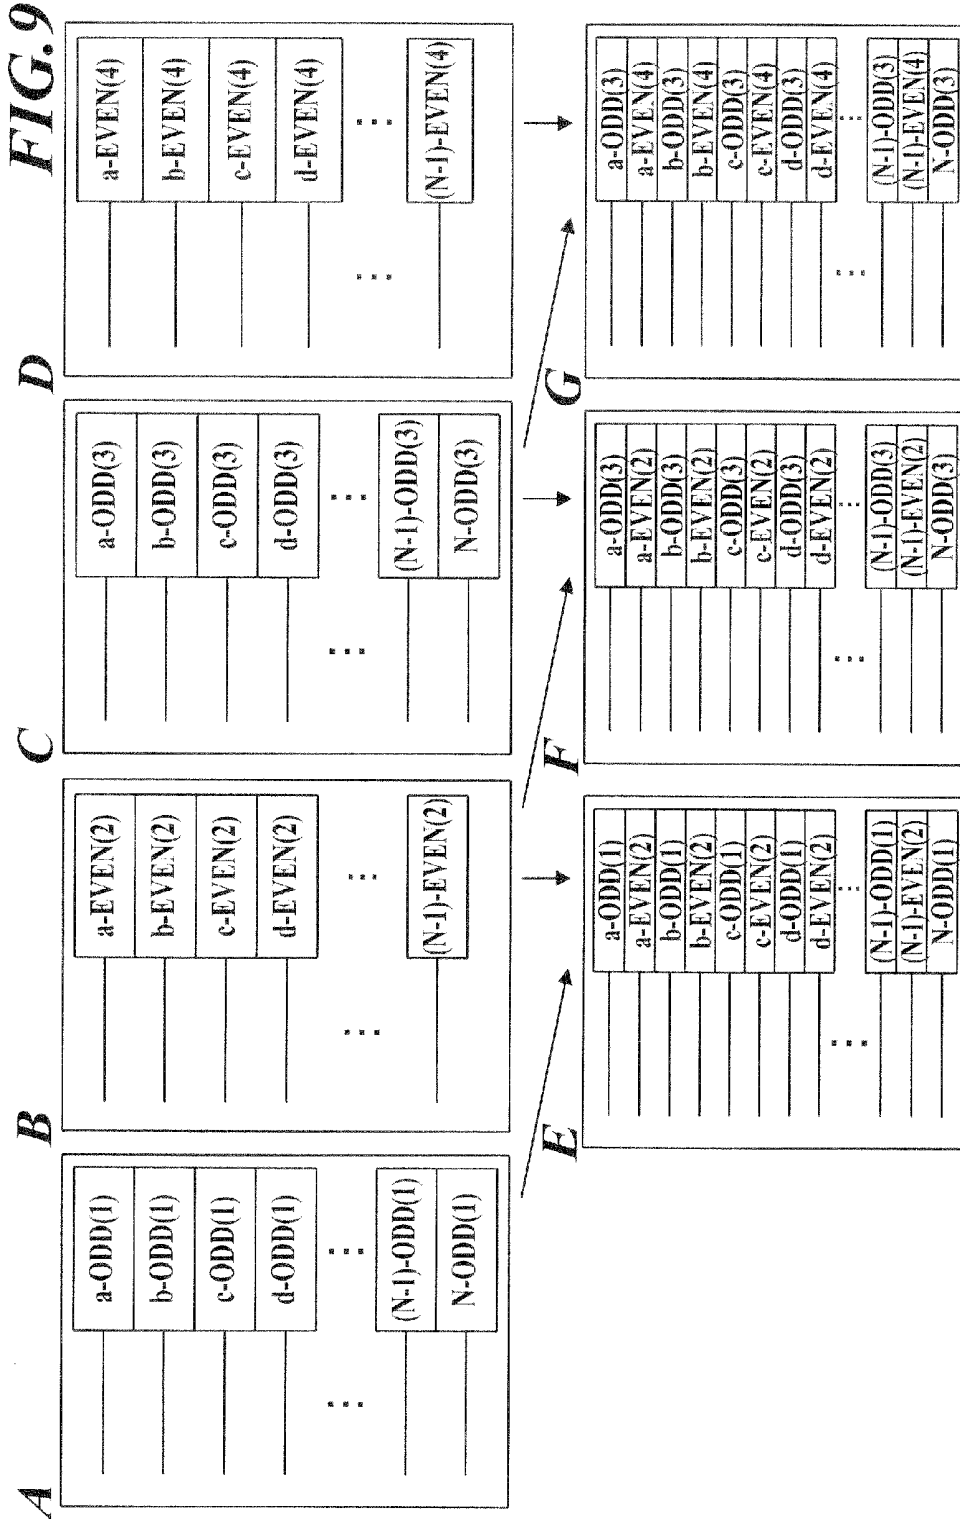 FIG.9
A
a-ODD(1)
b-ODD(1)
c-ODD(1)
d-ODD(1)
(N-1)-ODD(1)
N-ODD(1)
B
a-EVEN(2)
b-EVEN(2)
c-EVEN(2)
d-EVEN(2)
(N-1)-EVEN(2)
C
a-ODD(3)
b-ODD(3)
c-ODD(3)
d-ODD(3)
(N-1)-ODD(3)
N-ODD(3)
D
a-EVEN(4)
b-EVEN(4)
c-EVEN(4)
d-EVEN(4)
(N-1)-EVEN(4)
E
a-ODD(1)
a-EVEN(2)
b-ODD(1)
b-EVEN(2)
c-ODD(1)
c-EVEN(2)
d-ODD(1)
d-EVEN(2)
(N-1)-ODD(1)
(N-1)-EVEN(2)
N-ODD(1)
F
a-ODD(3)
a-EVEN(2)
b-ODD(3)
b-EVEN(2)
c-ODD(3)
c-EVEN(2)
d-ODD(3)
d-EVEN(2)
(N-1)-ODD(3)
(N-1)-EVEN(2)
N-ODD(3)
G
a-ODD(3)
a-EVEN(4)
b-ODD(3)
b-EVEN(4)
c-ODD(3)
c-EVEN(4)
d-ODD(3)
d-EVEN(4)
(N-1)-ODD(3)
(N-1)-EVEN(4)
N-ODD(3)